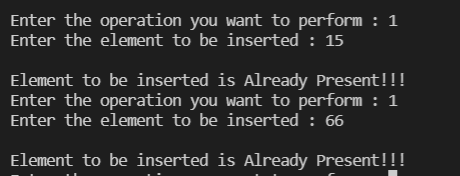 Enter the operation you want to perform : 1
Enter the element to be inserted : 15
Element to be inserted is Already Present!!!
Enter the operation you want to perform : 1
Enter the element to be inserted : 66
Element to be inserted is Already Present!!!